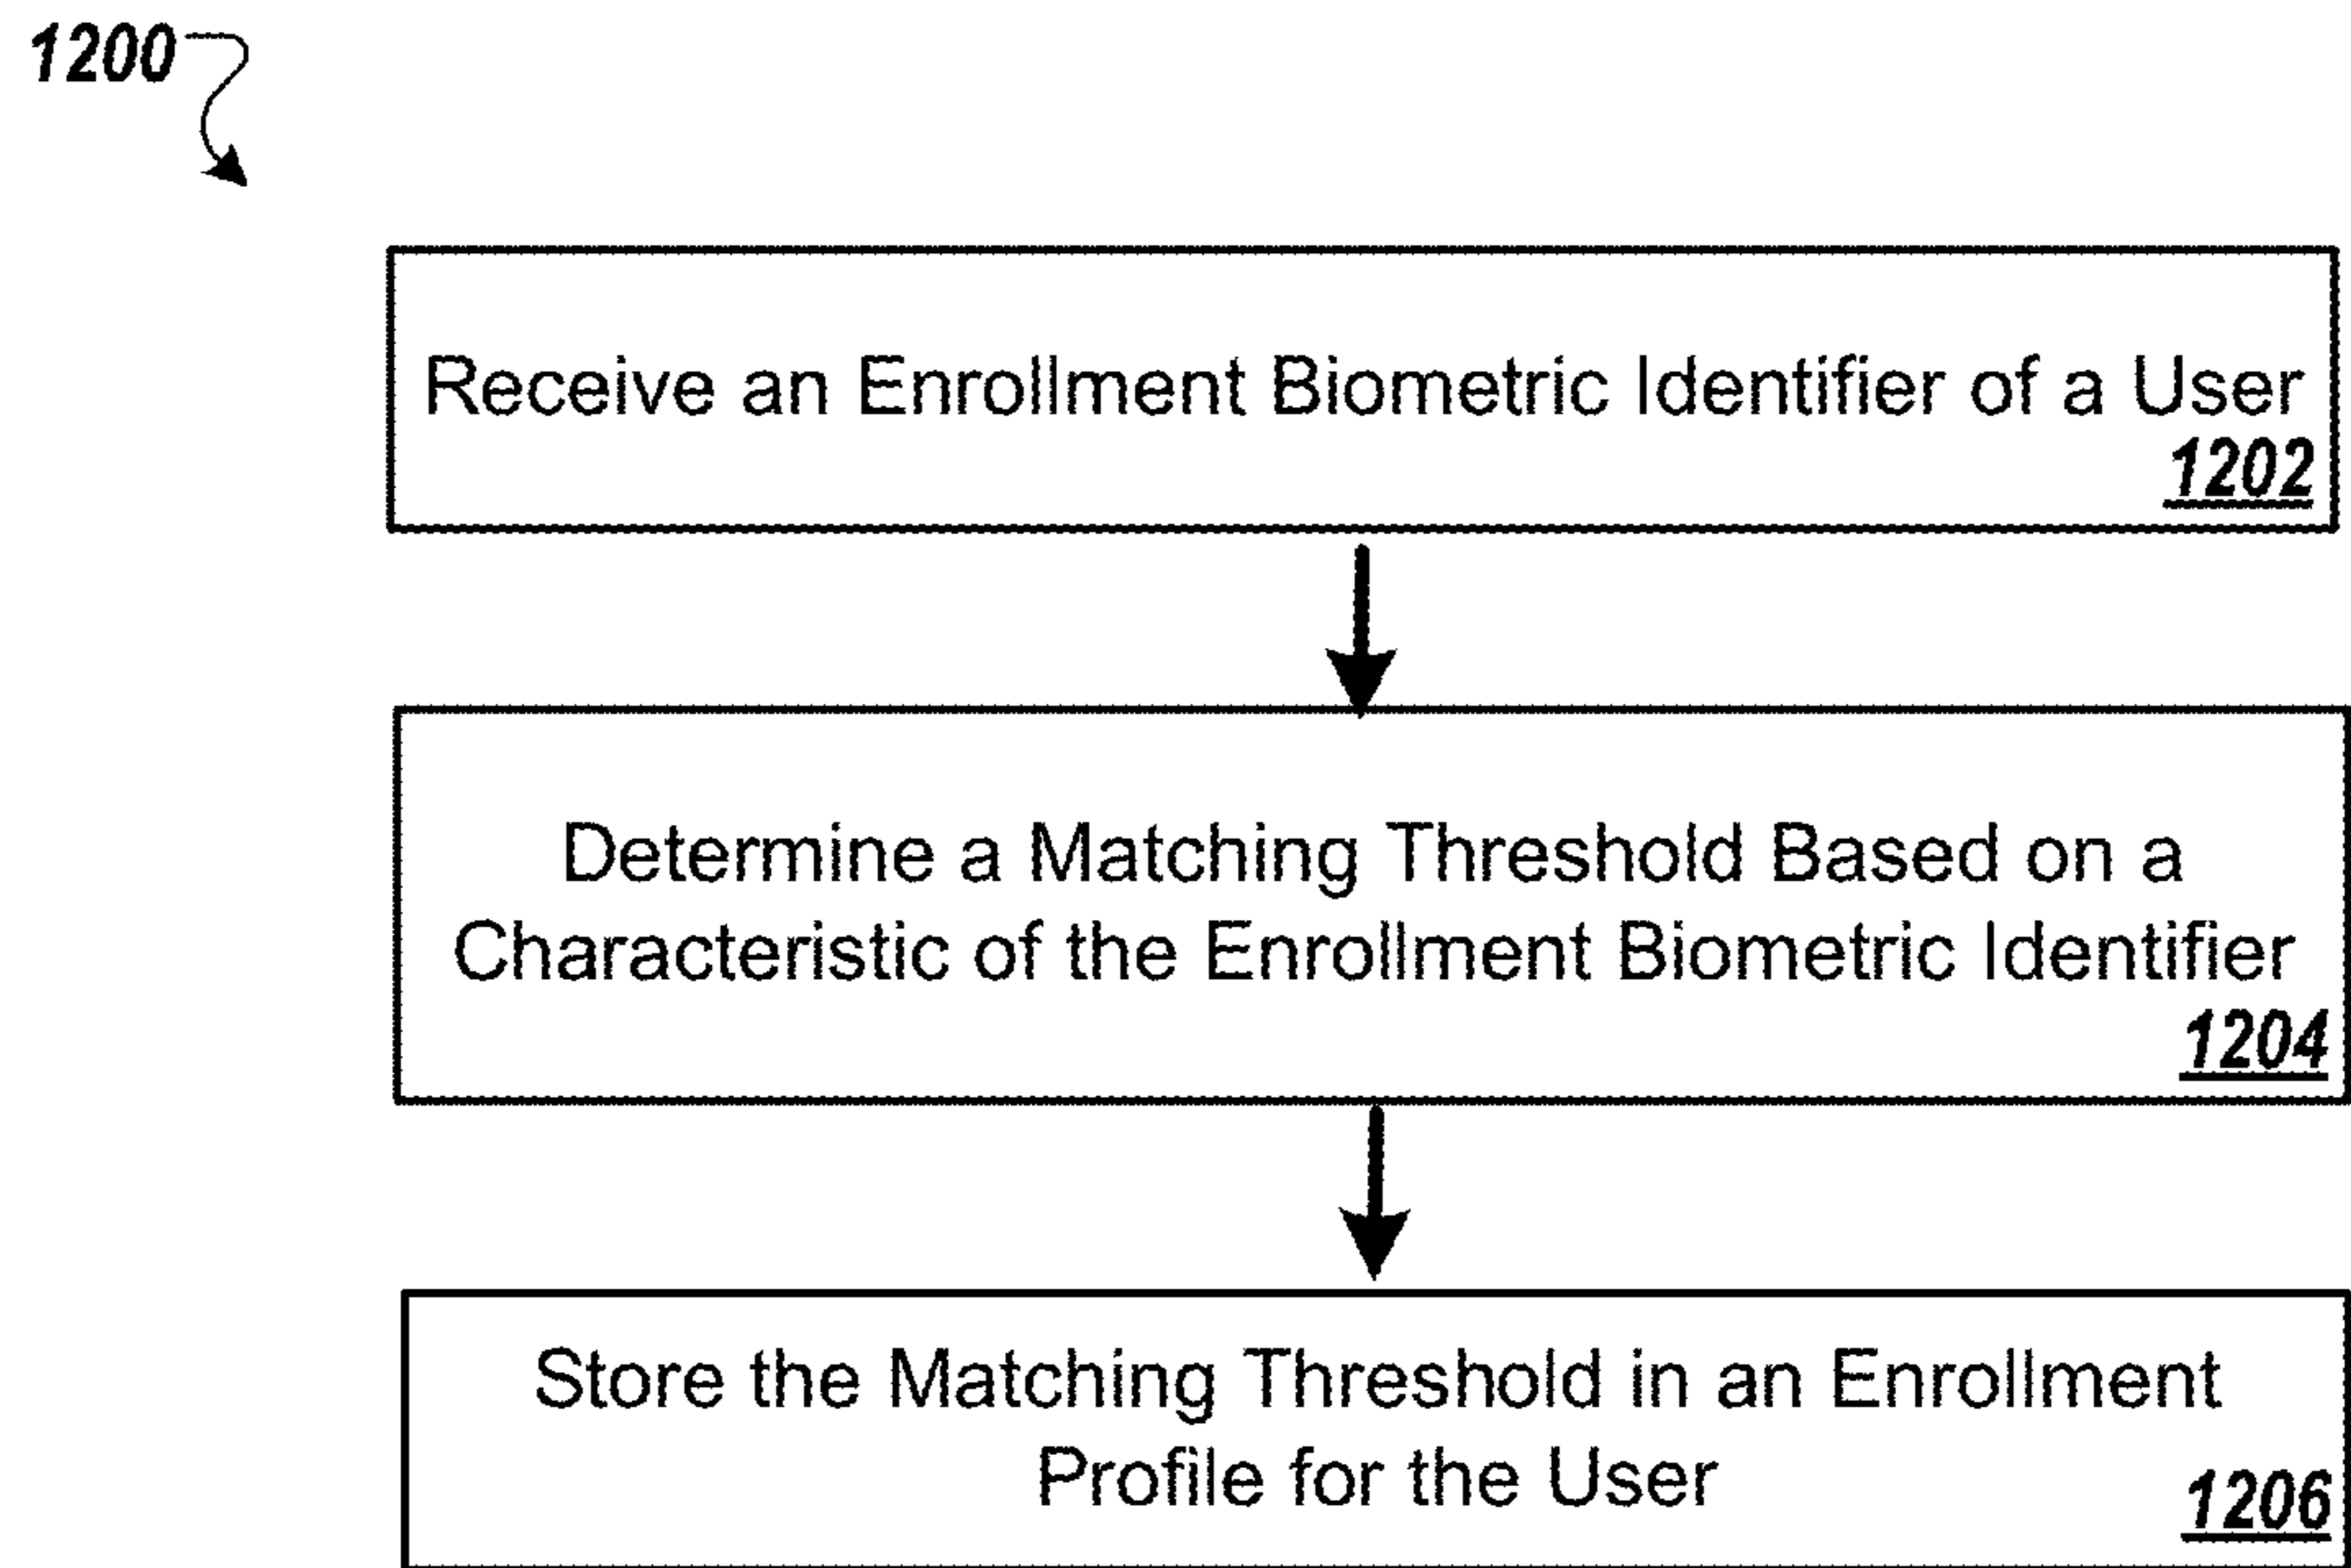 1200
Receive an Enrollment Biometric Identifier of a User
1202
Determine a Matching Threshold Based on a
Characteristic of the Enrollment Biometric Identifier
1204
Store the Matching Threshold in an Enrollment
Profile for the User
1206